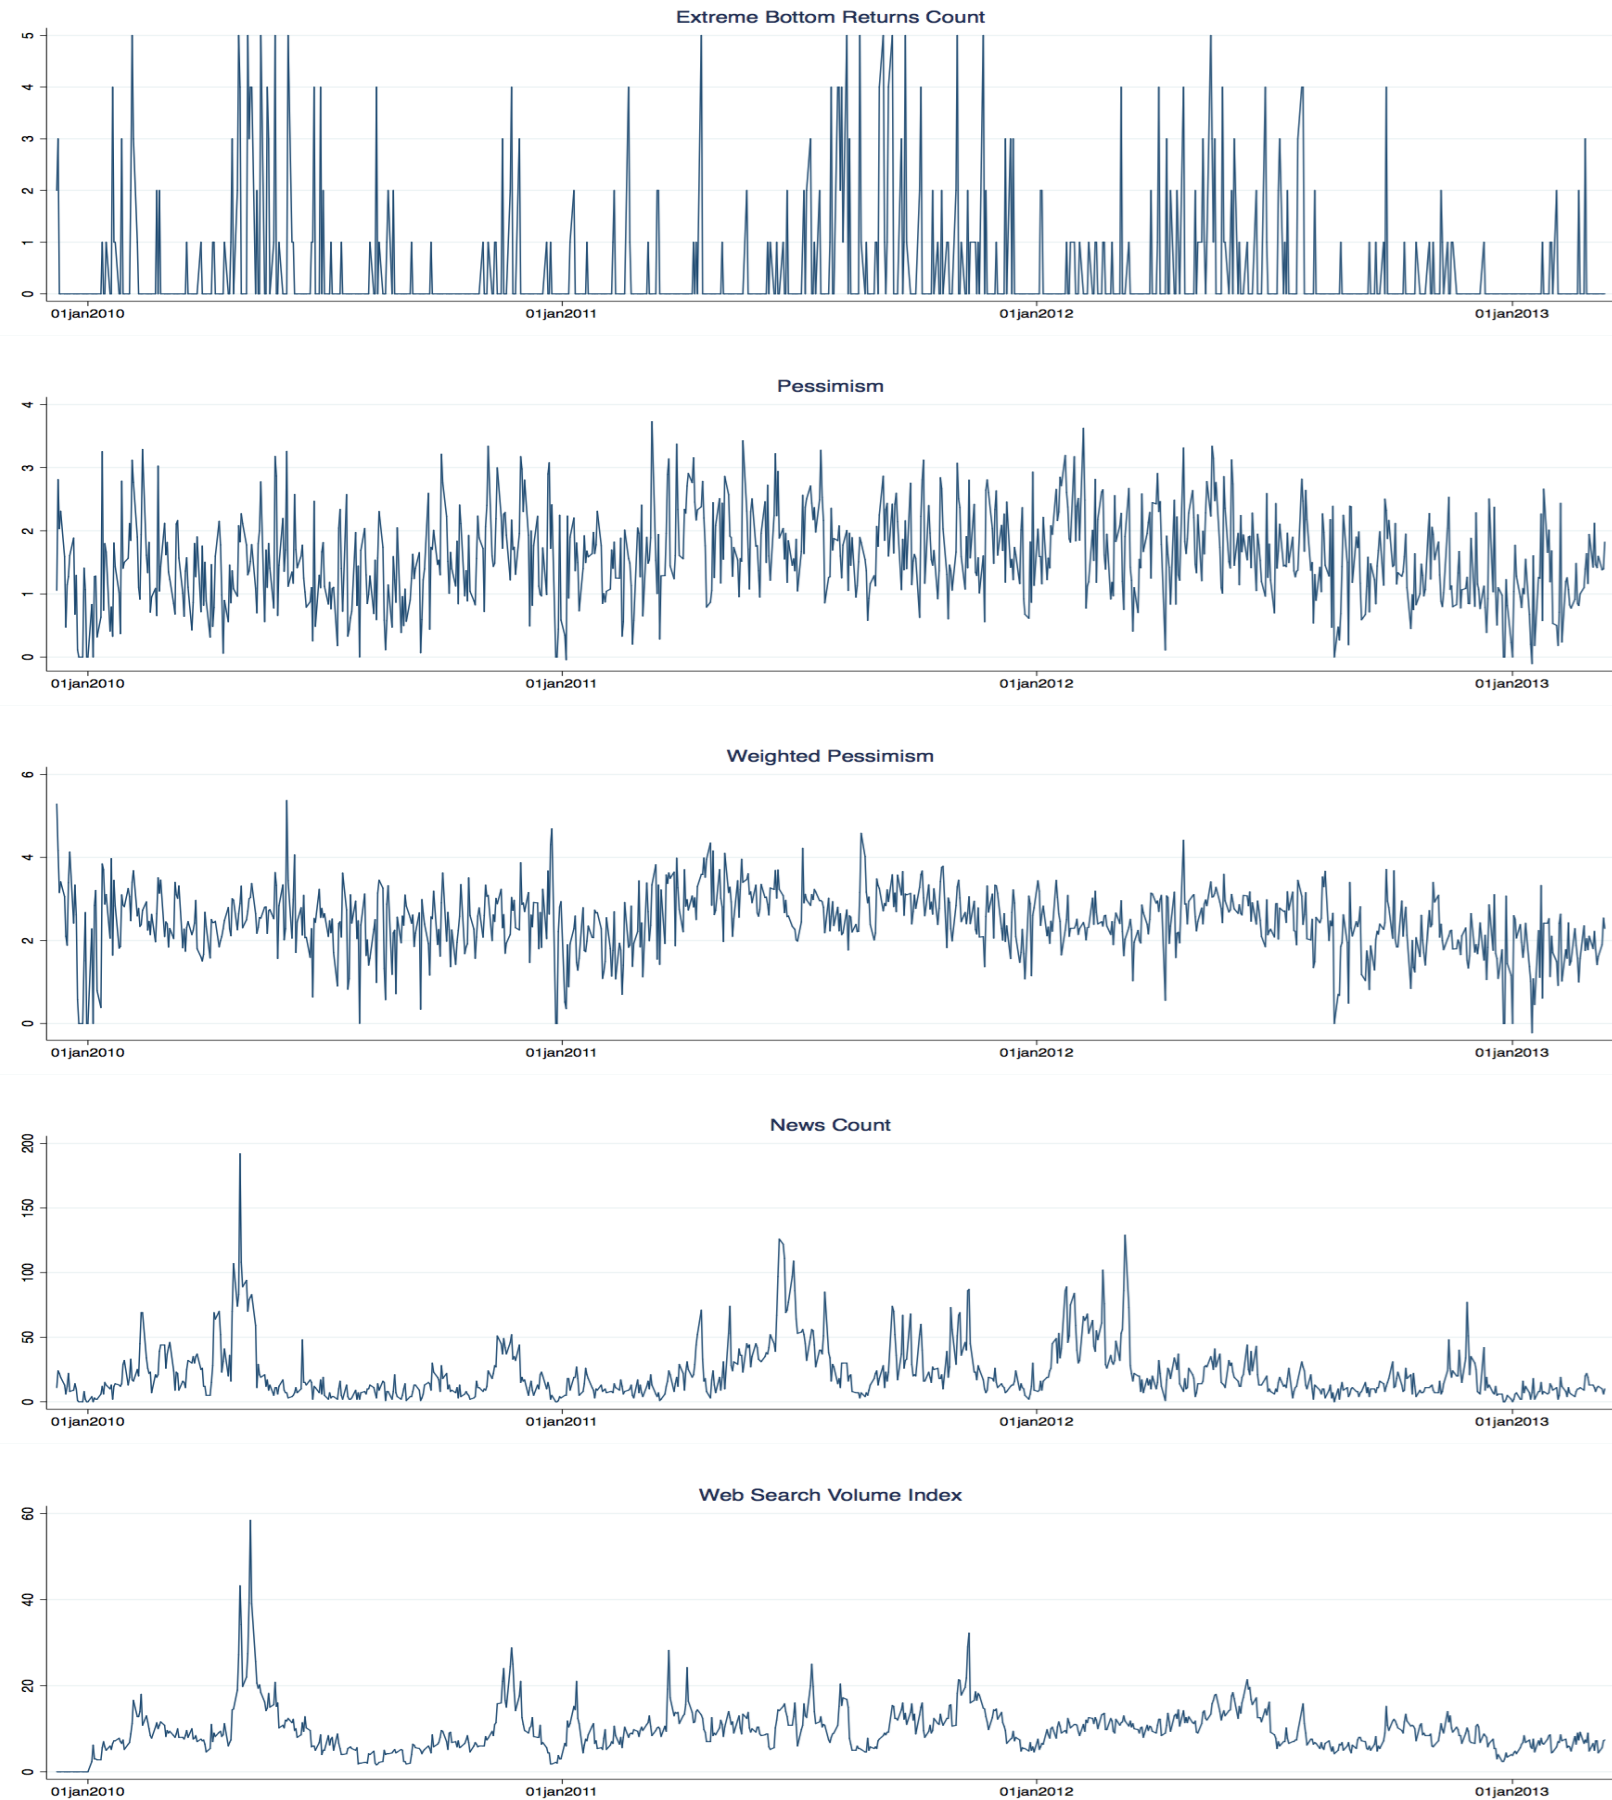 Extreme Bottom Returns Count
5
4
3
2
1
0
01jan2010 01jan2011 01jan2012 01jan2013
Pessimism
4
3
2
1
0
01jan2010 01jan2011 01jan2012 01jan2013
Weighted Pessimism
6
4
2
0
01jan2010 01jan2011 01jan2012 01jan2013
News Count
200
150
100
50
0
01jan2010 01jan2011 01jan2012 01jan2013
Web Search Volume Index
60
40
20
0
01jan2010 01jan2011 01jan2012 01jan2013